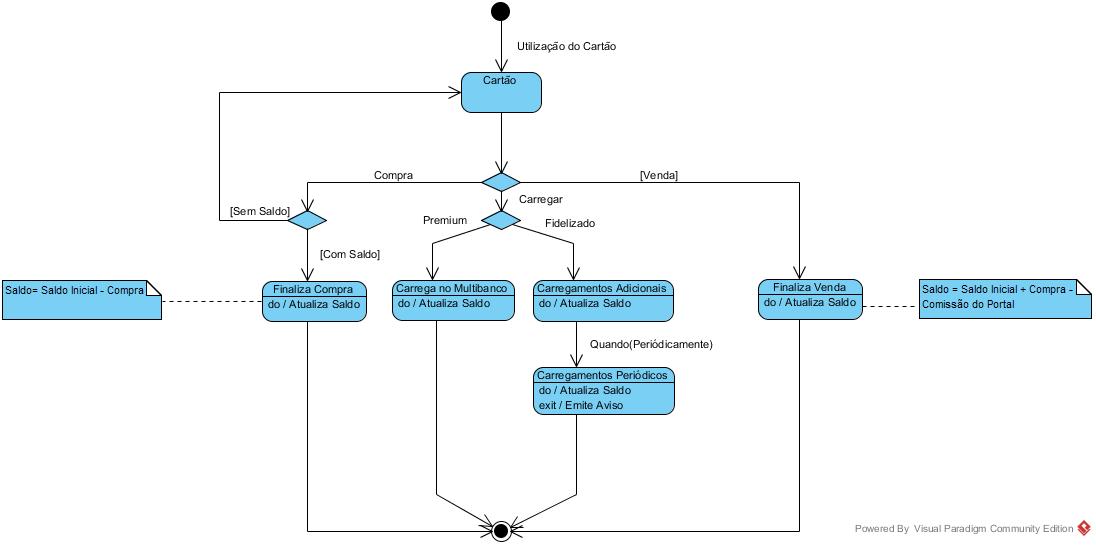 Utilização do Cartão
Cartão
Compra
[Venda]
Carregar
[Sem Saldo]
Premium
Fidelizado
[Com Saldo]
Saldo= Saldo Inicial - Compra
Finaliza Compra
do / Atualiza Saldo
Carrega no Multibanco
do / Atualiza Saldo
Carregamentos Adicionais
do / Atualiza Saldo
Finaliza Venda
do / Atualiza Saldo
Saldo = Saldo Inicial + Compra -
Comissão do Portal
Quando(Periódicamente)
Carregamentos Periódicos
do / Atualiza Saldo
exit / Emite Aviso
Powered By Visual Paradigm Community Edition